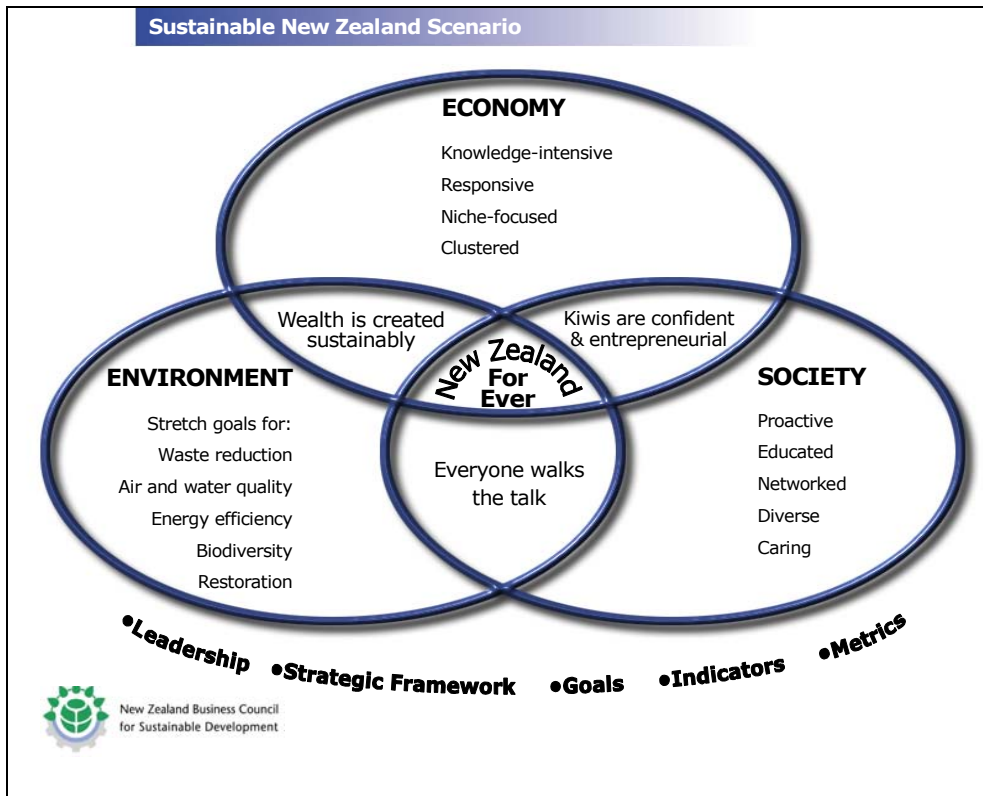 Sustainable New Zealand Scenario
ECONOMY
Knowledge-intensive
Responsive
Niche-focused
Clustered
Wealth is created
sustainably
Kiwis are confident
& entrepreneurial
New Zealand
For
Ever
ENVIRONMENT
Stretch goals for:
Waste reduction
Air and water quality
Energy efficiency
Biodiversity
Restoration
Everyone walks
the talk
SOCIETY
Proactive
Educated
Networked
Diverse
Caring
•Leadership •Strategic Framework •Goals •Indicators •Metrics
New Zealand Business Council
for Sustainable Development